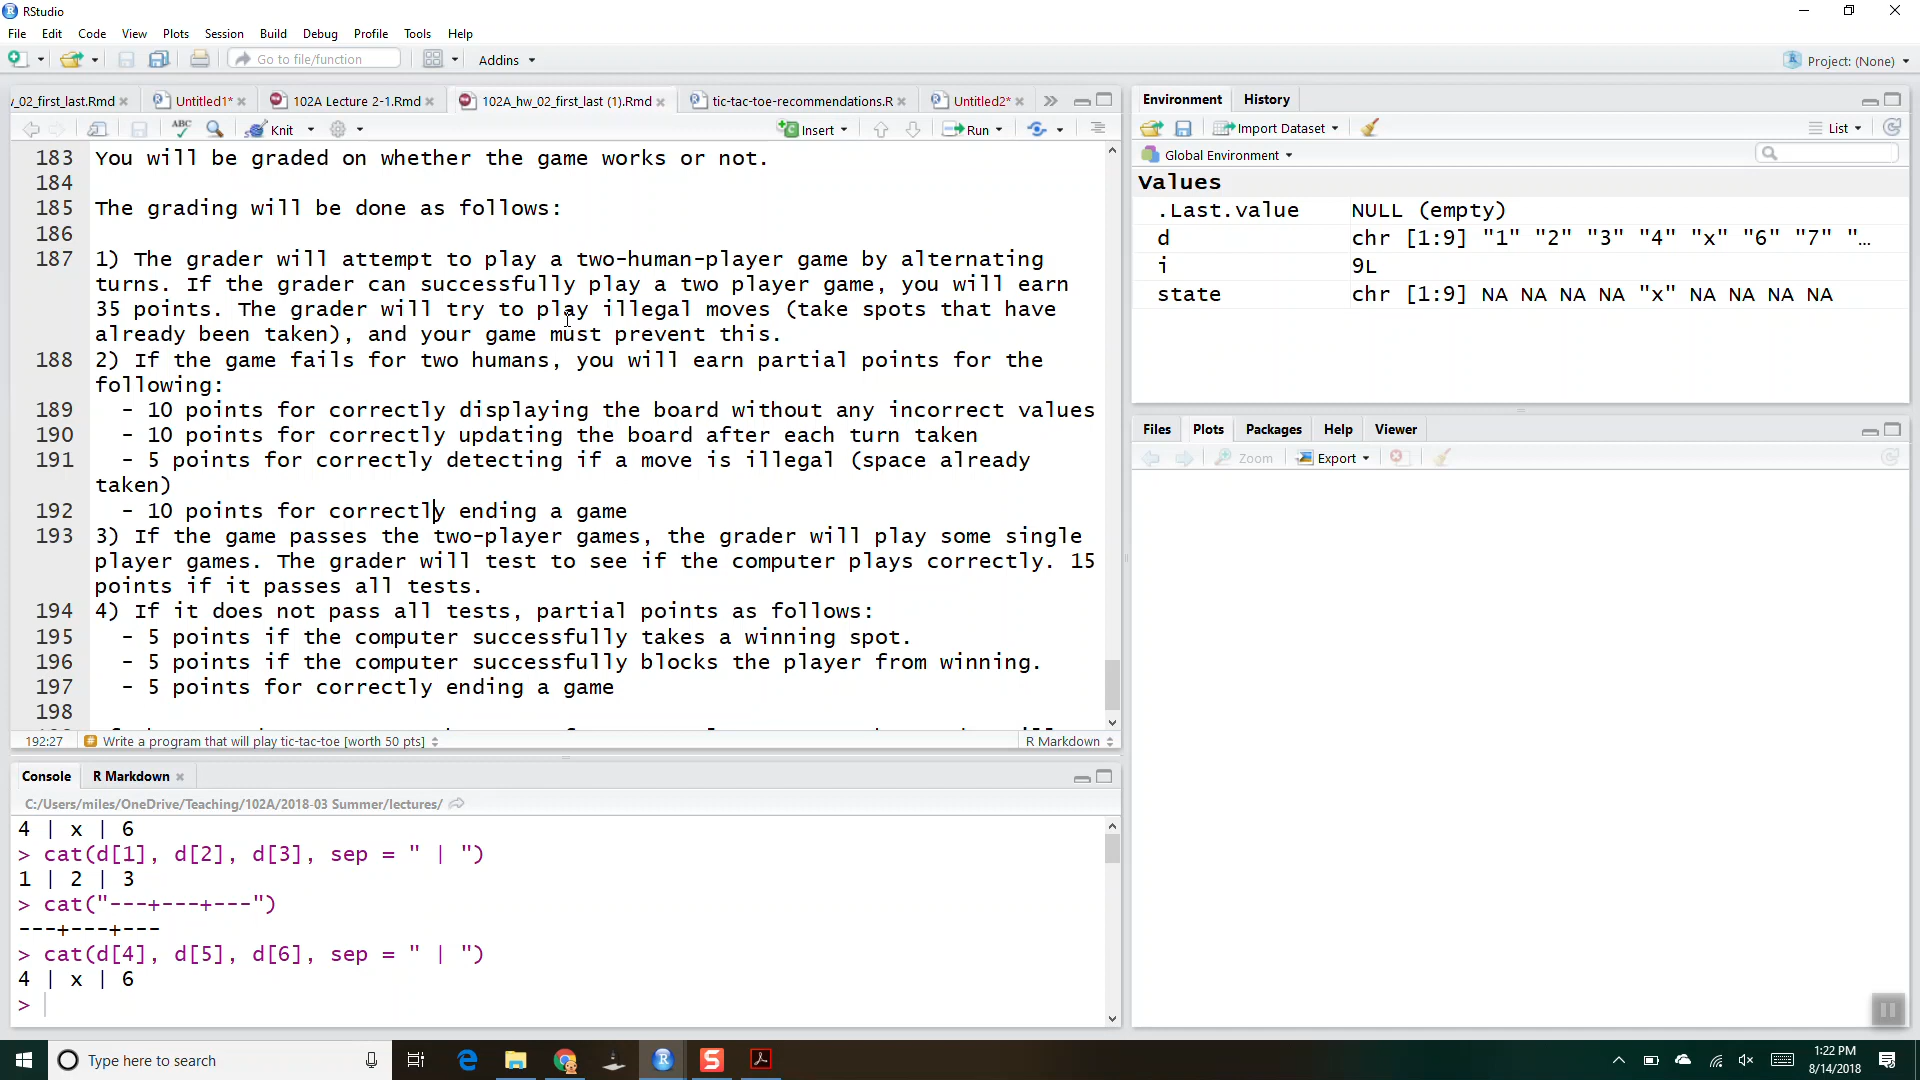 RStudio
File Edit Code View Plots Session Build Debug Profile Tools Help
Go to file/function Addins Project: (None)
_02_first_last.Rmd Untitled1* 102A Lecture 2-1.Rmd 102A_hw_02_first_last (1).Rmd tic-tac-toe-recommendations.R Untitled2*
ABC Knit Insert Run
183 You will be graded on whether the game works or not.
184
185 The grading will be done as follows:
186
187 1) The grader will attempt to play a two-human-player game by alternating
turns. If the grader can successfully play a two player game, you will earn
35 points. The grader will try to play illegal moves (take spots that have
already been taken), and your game must prevent this.
188 2) If the game fails for two humans, you will earn partial points for the
following:
189 - 10 points for correctly displaying the board without any incorrect values
190 - 10 points for correctly updating the board after each turn taken
191 - 5 points for correctly detecting if a move is illegal (space already
taken)
192 - 10 points for correctly ending a game
193 3) If the game passes the two-player games, the grader will play some single
player games. The grader will test to see if the computer plays correctly. 15
points if it passes all tests.
194 4) If it does not pass all tests, partial points as follows:
195 - 5 points if the computer successfully takes a winning spot.
196 - 5 points if the computer successfully blocks the player from winning.
197 - 5 points for correctly ending a game
198
192:27 # Write a program that will play tic-tac-toe [worth 50 pts] R Markdown
Console R Markdown
C:/Users/miles/OneDrive/Teaching/102A/2018-03 Summer/lectures/
4 | x | 6
> cat(d[1], d[2], d[3], sep = " | ")
1 | 2 | 3
> cat("---+---+---")
---+---+---
> cat(d[4], d[5], d[6], sep = " | ")
4 | x | 6
>
Environment History
Import Dataset List
Global Environment
Values
.Last.value NULL (empty)
d chr [1:9] "1" "2" "3" "4" "x" "6" "7" "…
i 9L
state chr [1:9] NA NA NA NA "x" NA NA NA NA
Files Plots Packages Help Viewer
Zoom Export
Type here to search
1:22 PM
8/14/2018